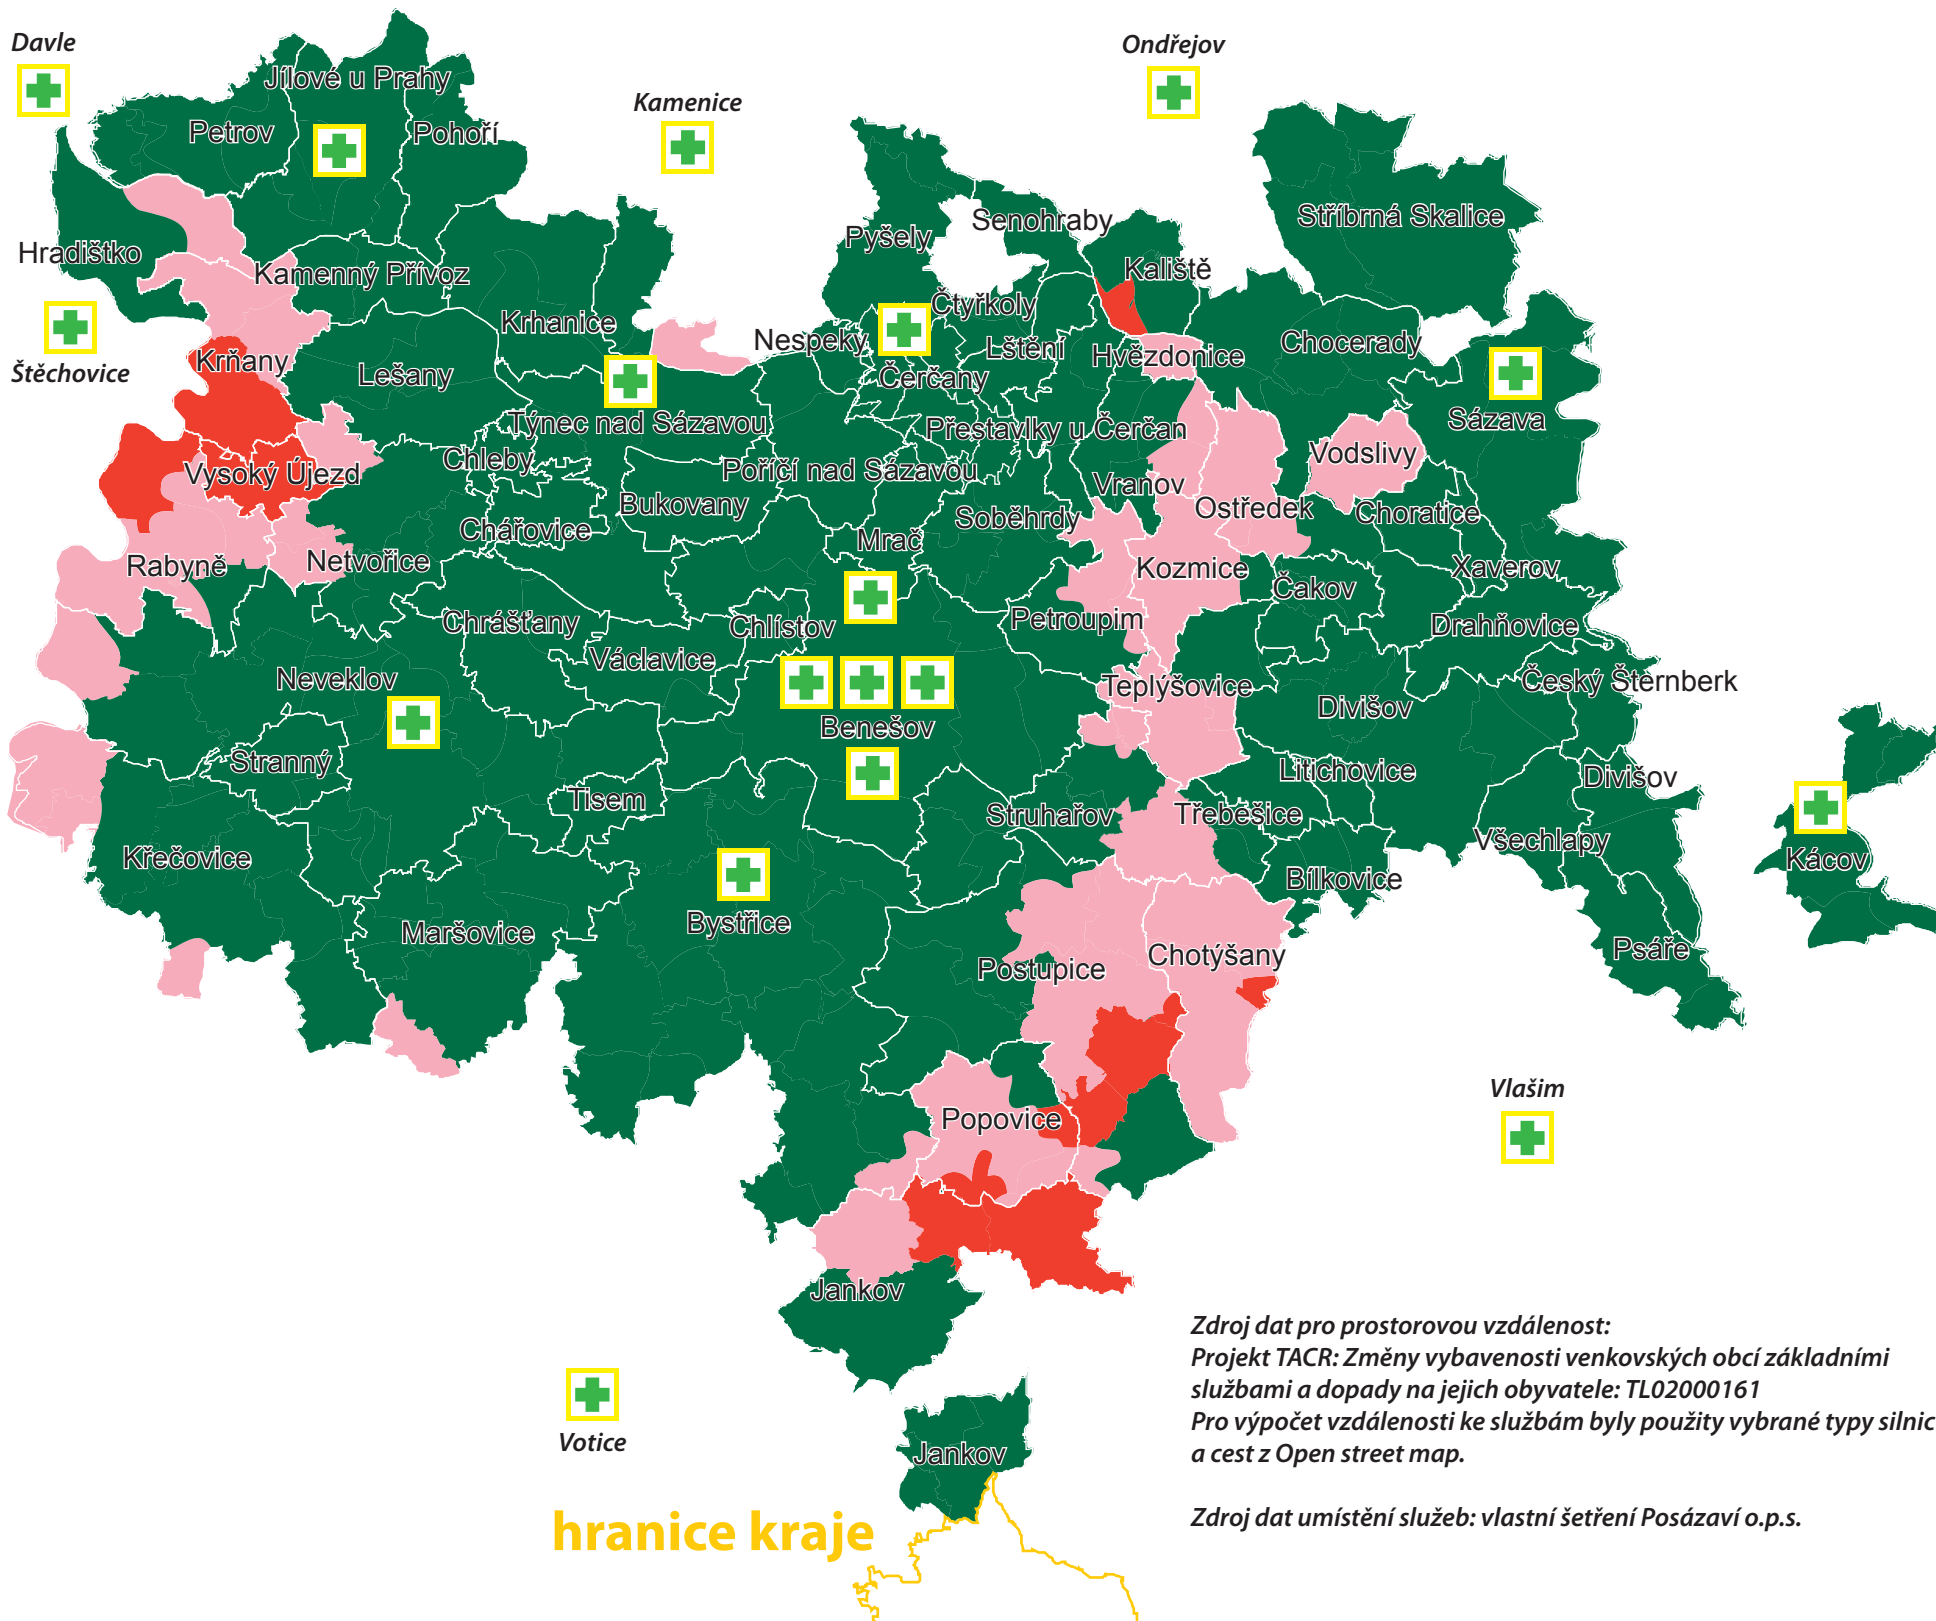 Davle
Ondřejov
Jílové u Prahy
Kamenice
Petrov
Pohoří
Stříbrná Skalice
Senohraby
Pyšely
Hradištko
Kamenný Přívoz
Kaliště
Čtyřkoly
Krhanice
Nespeky
Lštění
Chocerady
Hvězdonice
Krňany
Štěchovice
Lešany
Čerčany
Sázava
Týnec nad Sázavou
Přestavlky u Čerčan
Chleby
Vodslivy
Vysoký Újezd
Poříčí nad Sázavou
Vranov
Bukovany
Ostředek
Choratice
Chářovice
Soběhrdy
Mrač
Rabyně
Netvořice
Kozmice
Xaverov
Čakov
Chrášťany
Chlístov
Petroupim
Drahňovice
Václavice
Neveklov
Teplýšovice
Český Šternberk
Divišov
Benešov
Stranný
Litichovice
Divišov
Tisem
Struhařov
Třebešice
Všechlapy
Křečovice
Kácov
Bílkovice
Maršovice
Bystřice
Psáře
Chotýšany
Postupice
Vlašim
Popovice
Jankov
Zdroj dat pro prostorovou vzdálenost:
Projekt TACR: Změny vybavenosti venkovských obcí základními
službami a dopady na jejich obyvatele: TL02000161
Pro výpočet vzdálenosti ke službám byly použity vybrané typy silnic
a cest z Open street map.
Votice
Jankov
Zdroj dat umístění služeb: vlastní šetření Posázaví o.p.s.
hranice kraje